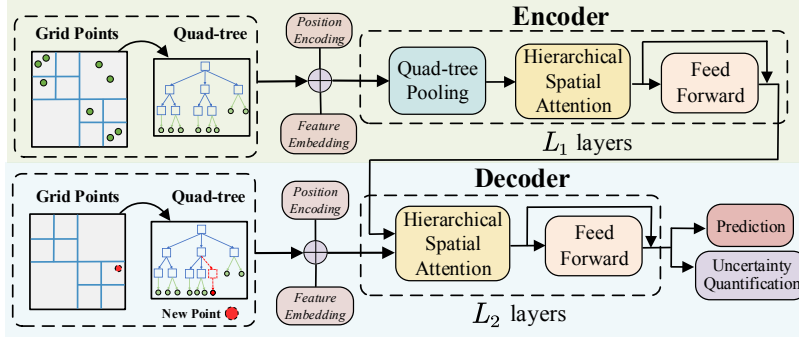 Encoder
Grid Points
Quad-tree
Position
Encoding
Feature
Embedding
Quad-tree
Pooling
Hierarchical
Spatial
Attention
Feed
Forward
L₁ layers
Decoder
Grid Points
Quad-tree
New Point
Position
Encoding
Feature
Embedding
Hierarchical
Spatial
Attention
Feed
Forward
L₂ layers
Prediction
Uncertainty
Quantification